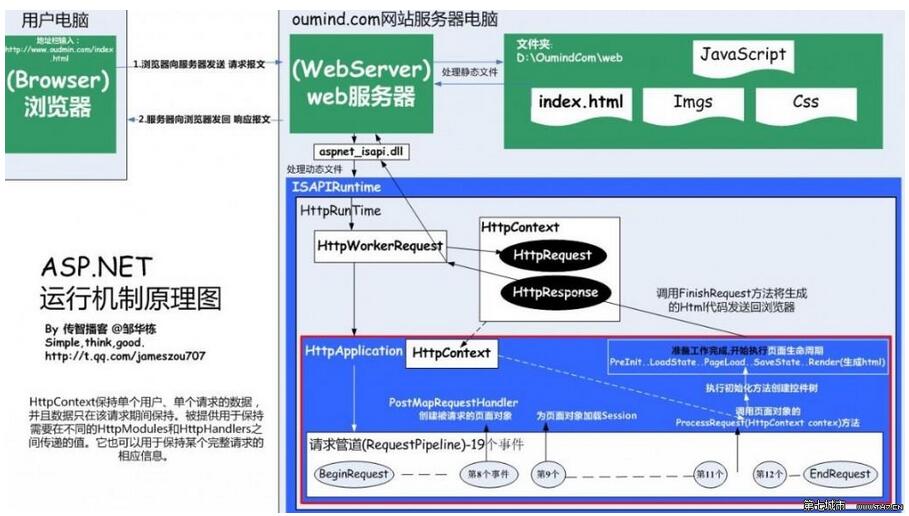 用户电脑
地址栏输入：
http://www.oudmin.com/index
.html
(Browser)
浏览器
1.浏览器向服务器发送 请求报文
2.服务器向浏览器发回 响应报文
oumind.com网站服务器电脑
(WebServer)
web服务器
处理静态文件
文件夹:
D:\OumindCom\web
JavaScript
index.html
Imgs
Css
aspnet_isapi.dll
处理动态文件
ISAPIRuntime
HttpRunTime
HttpWorkerRequest
HttpContext
HttpRequest
HttpResponse
调用FinishRequest方法将生成
的Html代码发送回浏览器
ASP.NET
运行机制原理图
By 传智播客 @邹华栋
Simple,think,good.
http://t.qq.com/jameszou707
HttpContext保持单个用户、单个请求的数据，
并且数据只在该请求期间保持。被提供用于保持
需要在不同的HttpModules和HttpHandlers之
间传递的值。它也可以用于保持某个完整请求的
相应信息。
HttpApplication
HttpContext
准备工作完成,开始执行页面生命周期
PreInit..LoadState..PageLoad..SaveState..Render(生成html)
执行初始化方法创建控件树
PostMapRequestHandler
创建被请求的页面对象
为页面对象加载Session
调用页面对象的
ProcessRequest(HttpContext contex)方法
请求管道(RequestPipeline)-19个事件
BeginRequest
第8个事件
第9个
第11个
第12个
EndRequest
第七城市
www.th7.cn